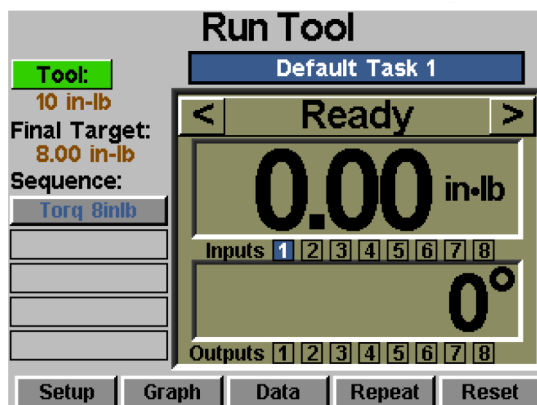 Run Tool
Tool:
Default Task 1
10 in-lb
Final Target:
8.00 in-lb
Sequence:
Torq 8inlb
< Ready >
0.00 in•lb
Inputs 1 2 3 4 5 6 7 8
0°
Outputs 1 2 3 4 5 6 7 8
Setup Graph Data Repeat Reset